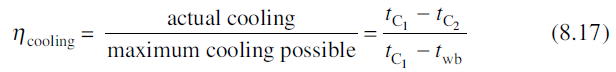 η_cooling = actual cooling / maximum cooling possible = (t_C₁ − t_C₂) / (t_C₁ − t_wb) (8.17)